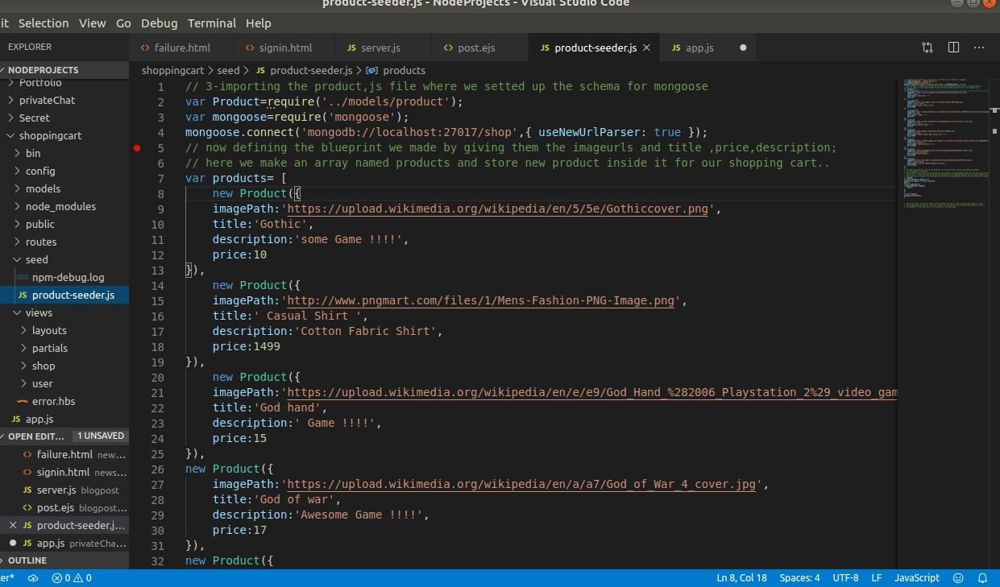 product-seeder.js - NodeProjects - Visual Studio Code
it Selection View Go Debug Terminal Help
EXPLORER
failure.html
signin.html
JS server.js
post.ejs
JS product-seeder.js
JS app.js
NODEPROJECTS
Portfolio
privateChat
Secret
shoppingcart
bin
config
models
node_modules
public
routes
seed
npm-debug.log
JS product-seeder.js
views
layouts
partials
shop
user
error.hbs
JS app.js
OPEN EDIT... 1 UNSAVED
failure.html new...
signin.html news...
JS server.js blogpost
post.ejs blogpost...
JS product-seeder.j...
JS app.js privateCha...
OUTLINE
shoppingcart > seed > JS product-seeder.js > products
1 // 3-importing the product,js file where we setted up the schema for mongoose
2 var Product=require('../models/product');
3 var mongoose=require('mongoose');
4 mongoose.connect('mongodb://localhost:27017/shop',{ useNewUrlParser: true });
5 // now defining the blueprint we made by giving them the imageurls and title ,price,description;
6 // here we make an array named products and store new product inside it for our shopping cart..
7 var products= [
8 new Product({
9 imagePath:'https://upload.wikimedia.org/wikipedia/en/5/5e/Gothiccover.png',
10 title:'Gothic',
11 description:'some Game !!!!',
12 price:10
13 }),
14 new Product({
15 imagePath:'http://www.pngmart.com/files/1/Mens-Fashion-PNG-Image.png',
16 title:' Casual Shirt ',
17 description:'Cotton Fabric Shirt',
18 price:1499
19 }),
20 new Product({
21 imagePath:'https://upload.wikimedia.org/wikipedia/en/e/e9/God_Hand_%282006_Playstation_2%29_video_gam
22 title:'God hand',
23 description:' Game !!!!',
24 price:15
25 }),
26 new Product({
27 imagePath:'https://upload.wikimedia.org/wikipedia/en/a/a7/God_of_War_4_cover.jpg',
28 title:'God of war',
29 description:'Awesome Game !!!!',
30 price:17
31 }),
32 new Product({
er* 0 0 Ln 8, Col 18 Spaces: 4 UTF-8 LF JavaScript